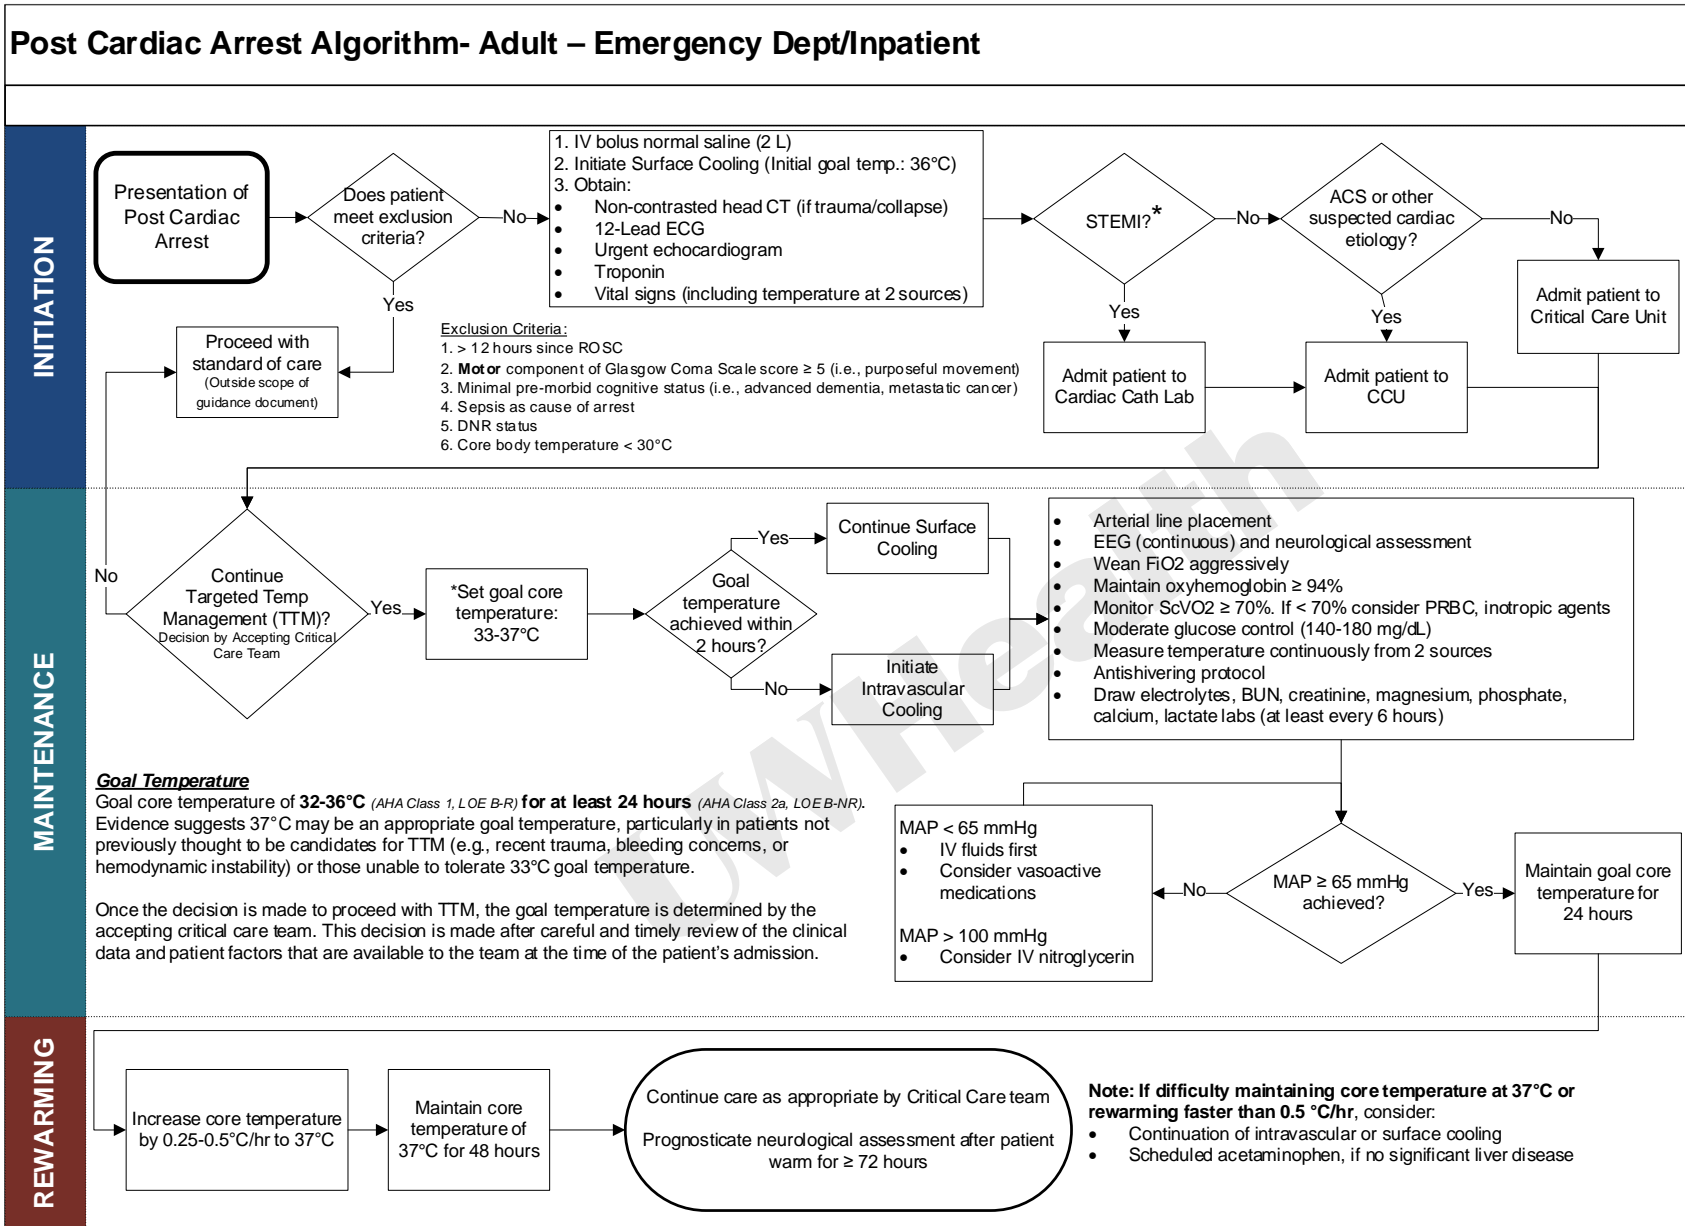 Post Cardiac Arrest Algorithm- Adult – Emergency Dept/Inpatient
INITIATION
Presentation of
Post Cardiac
Arrest
Does patient
meet exclusion
criteria?
No
Yes
1. IV bolus normal saline (2 L)
2. Initiate Surface Cooling (Initial goal temp.: 36°C)
3. Obtain:
• Non-contrasted head CT (if trauma/collapse)
• 12-Lead ECG
• Urgent echocardiogram
• Troponin
• Vital signs (including temperature at 2 sources)
STEMI?*
No
Yes
ACS or other
suspected cardiac
etiology?
No
Yes
Admit patient to
Critical Care Unit
Admit patient to
Cardiac Cath Lab
Admit patient to
CCU
Proceed with
standard of care
(Outside scope of
guidance document)
Exclusion Criteria:
1. > 12 hours since ROSC
2. Motor component of Glasgow Coma Scale score ≥ 5 (i.e., purposeful movement)
3. Minimal pre-morbid cognitive status (i.e., advanced dementia, metastatic cancer)
4. Sepsis as cause of arrest
5. DNR status
6. Core body temperature < 30°C
MAINTENANCE
No
Continue
Targeted Temp
Management (TTM)?
Decision by Accepting Critical
Care Team
Yes
*Set goal core
temperature:
33-37°C
Goal
temperature
achieved within
2 hours?
Yes
No
Continue Surface
Cooling
Initiate
Intravascular
Cooling
• Arterial line placement
• EEG (continuous) and neurological assessment
• Wean FiO2 aggressively
• Maintain oxyhemoglobin ≥ 94%
• Monitor ScVO2 ≥ 70%. If < 70% consider PRBC, inotropic agents
• Moderate glucose control (140-180 mg/dL)
• Measure temperature continuously from 2 sources
• Antishivering protocol
• Draw electrolytes, BUN, creatinine, magnesium, phosphate,
calcium, lactate labs (at least every 6 hours)
Goal Temperature
Goal core temperature of 32-36°C (AHA Class 1, LOE B-R) for at least 24 hours (AHA Class 2a, LOE B-NR).
Evidence suggests 37°C may be an appropriate goal temperature, particularly in patients not
previously thought to be candidates for TTM (e.g., recent trauma, bleeding concerns, or
hemodynamic instability) or those unable to tolerate 33°C goal temperature.
Once the decision is made to proceed with TTM, the goal temperature is determined by the
accepting critical care team. This decision is made after careful and timely review of the clinical
data and patient factors that are available to the team at the time of the patient's admission.
MAP < 65 mmHg
• IV fluids first
• Consider vasoactive
medications
MAP > 100 mmHg
• Consider IV nitroglycerin
No
MAP ≥ 65 mmHg
achieved?
Yes
Maintain goal core
temperature for
24 hours
UWHealth
REWARMING
Increase core temperature
by 0.25-0.5°C/hr to 37°C
Maintain core
temperature of
37°C for 48 hours
Continue care as appropriate by Critical Care team
Prognosticate neurological assessment after patient
warm for ≥ 72 hours
Note: If difficulty maintaining core temperature at 37°C or
rewarming faster than 0.5 °C/hr, consider:
• Continuation of intravascular or surface cooling
• Scheduled acetaminophen, if no significant liver disease